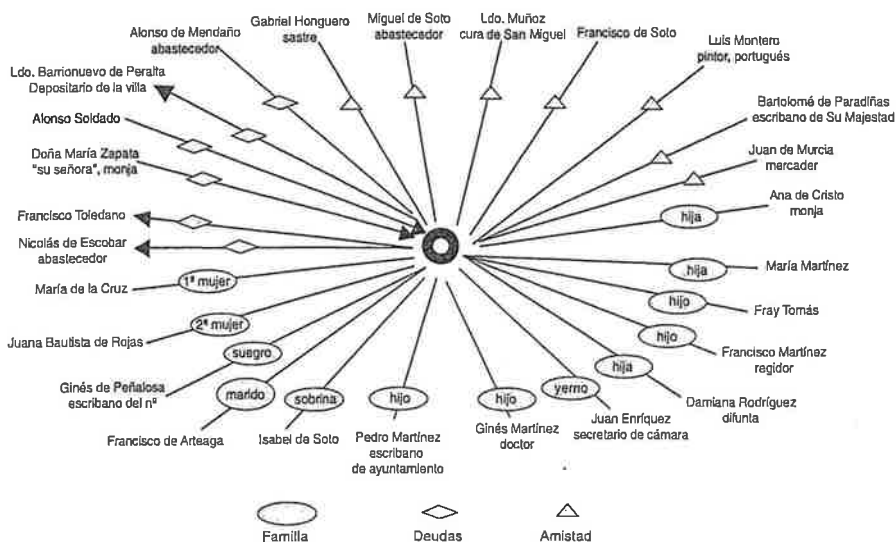 Alonso de Mendaño
abastecedor
Gabriel Honguero
sastre
Miguel de Soto
abastecedor
Ldo. Muñoz
cura de San Miguel
Francisco de Soto
Luis Montero
pintor, portugués
Ldo. Barrionuevo de Peralta
Depositario de la villa
Alonso Soldado
Doña María Zapata
"su señora", monja
Francisco Toledano
Nicolás de Escobar
abastecedor
María de la Cruz
1ª mujer
Juana Bautista de Rojas
2ª mujer
Ginés de Peñalosa
escribano del nº
suegro
Francisco de Arteaga
marido
Isabel de Soto
sobrina
Pedro Martínez
escribano
de ayuntamiento
hijo
Ginés Martínez
doctor
hijo
Juan Enríquez
secretario de cámara
yerno
Damiana Rodríguez
difunta
hija
Francisco Martínez
regidor
hijo
Fray Tomás
hijo
María Martínez
hija
Ana de Cristo
monja
hija
Juan de Murcia
mercader
Bartolomé de Paradiñas
escribano de Su Majestad
Familia
Deudas
Amistad